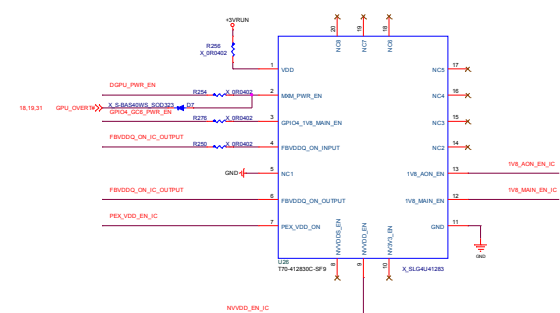 +3VRUN
20
19
18
R256
X_0R0402
NC8
NC7
NC6
1
VDD
NC5
17
DGPU_PWR_EN
R254
X_0R0402
2
MXM_PWR_EN
NC4
16
18,19,31
GPU_OVERT#
X_S-BAS40WS_SOD323
D7
GPIO4_GC6_PWR_EN
R276
X_0R0402
3
GPIO4_1V8_MAIN_EN
NC3
15
FBVDDQ_ON_IC_OUTPUT
R250
X_0R0402
4
FBVDDQ_ON_INPUT
NC2
14
GND
5
NC1
1V8_AON_EN
13
1V8_AON_EN_IC
FBVDDQ_ON_IC_OUTPUT
6
FBVDDQ_ON_OUTPUT
1V8_MAIN_EN
12
1V8_MAIN_EN_IC
PEX_VDD_EN_IC
7
PEX_VDD_ON
GND
11
NVVDDS_EN
NVVDD_EN
NV3V3_EN
GND
U26
8
9
10
T70-412830C-SF9
X_SLG4U41283
NVVDD_EN_IC